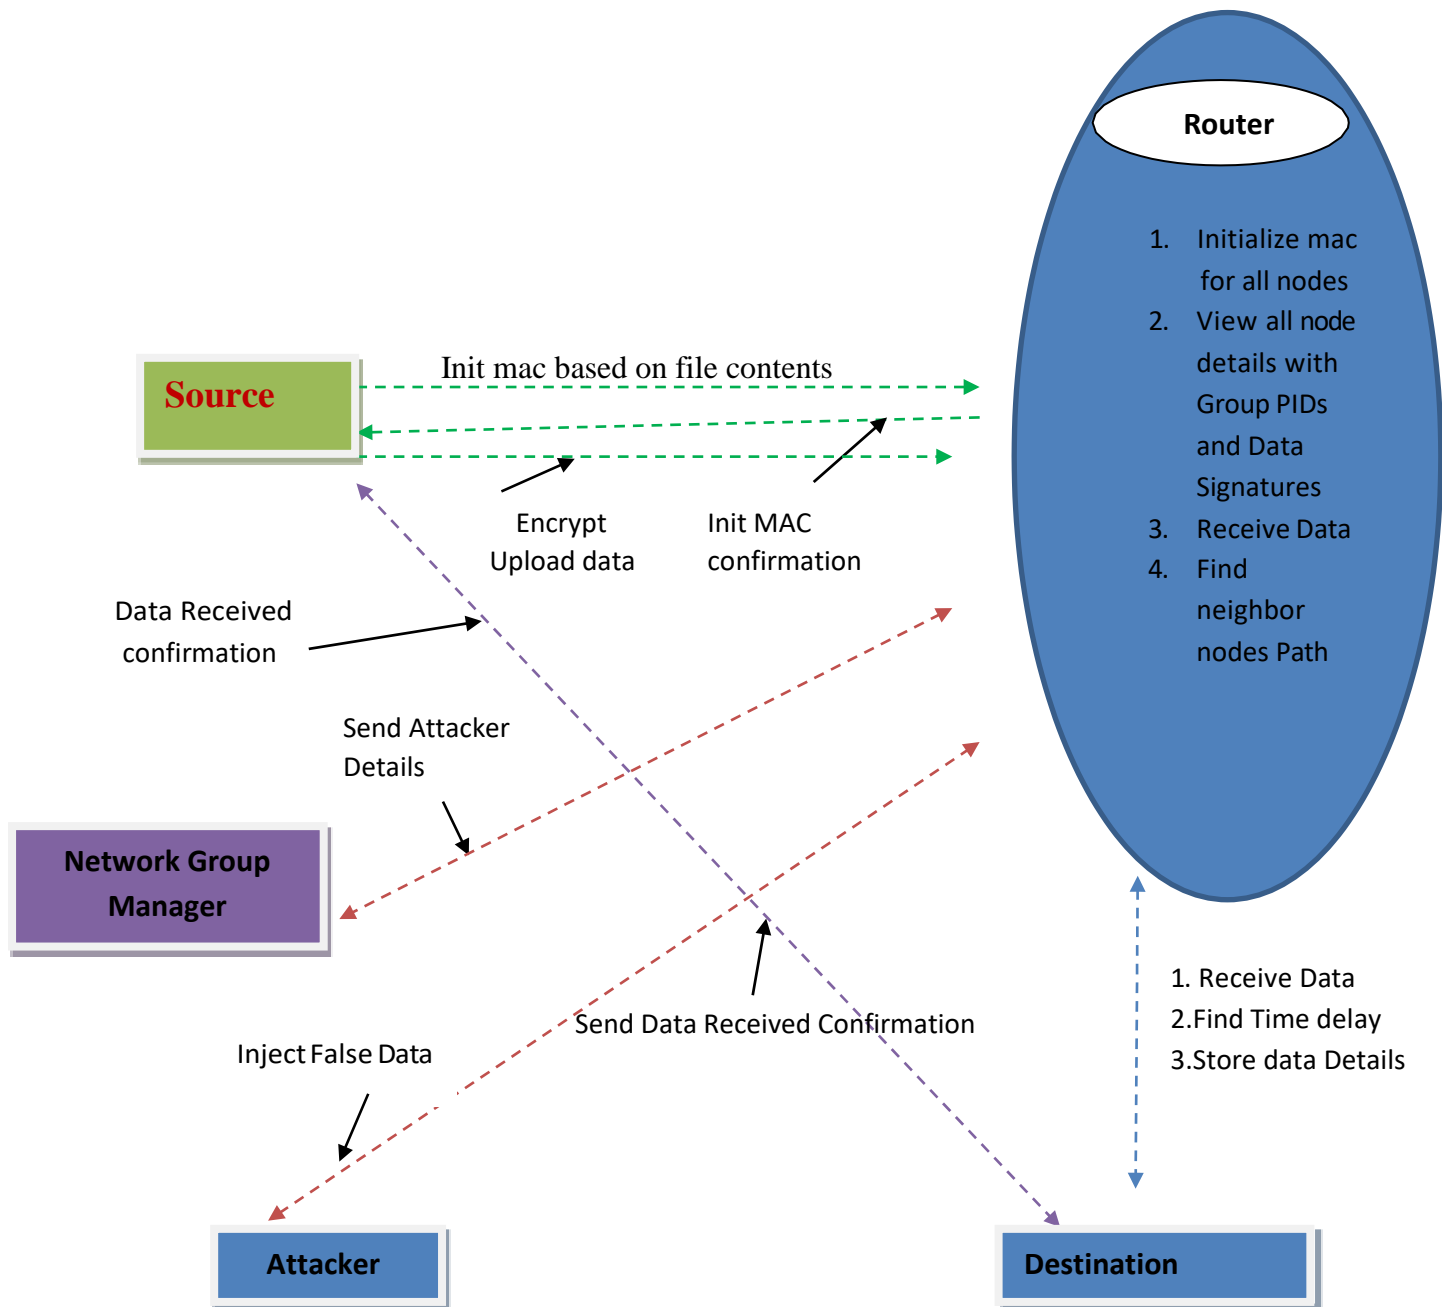 Router
1. Initialize mac
for all nodes
2. View all node
details with
Group PIDs
and Data
Signatures
3. Receive Data
4. Find
neighbor
nodes Path
Init mac based on file contents
Source
Encrypt
Upload data
Init MAC
confirmation
Data Received
confirmation
Send Attacker
Details
Network Group
Manager
1. Receive Data
2.Find Time delay
3.Store data Details
Send Data Received Confirmation
Inject False Data
Attacker
Destination